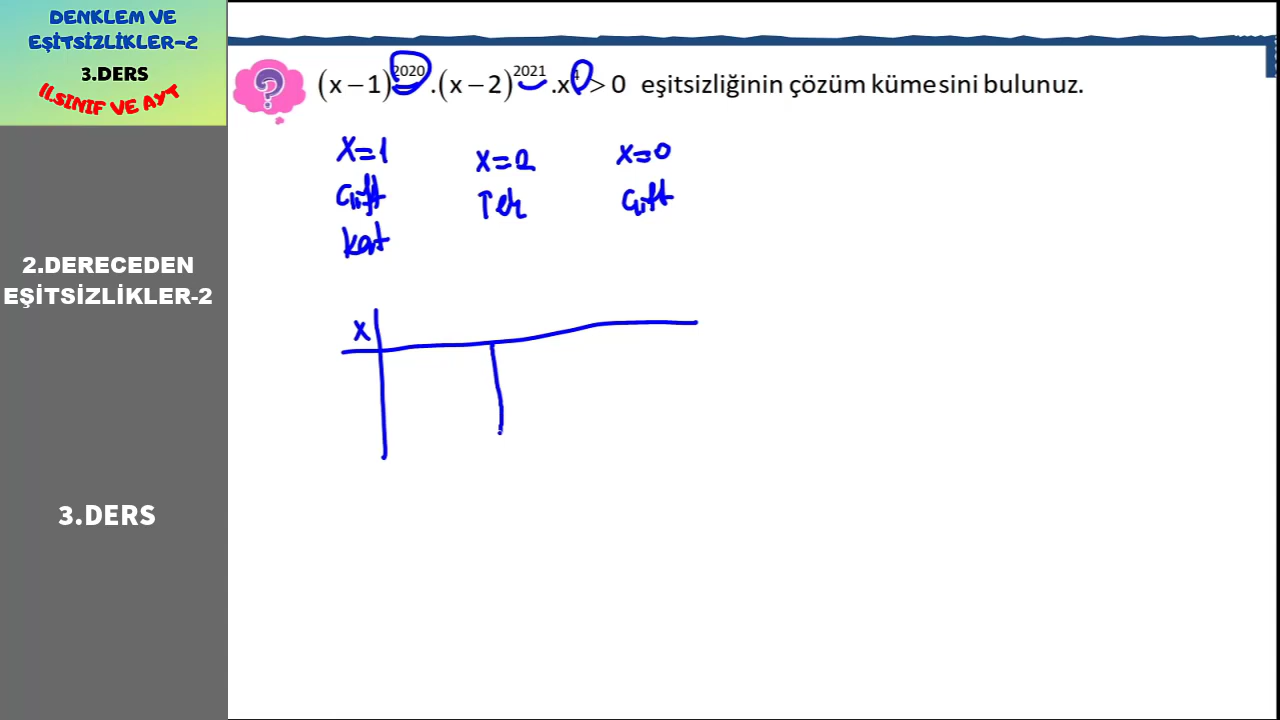 DENKLEM VE
EŞİTSİZLİKLER-2
3.DERS
11.SINIF VE AYT
2.DERECEDEN
EŞİTSİZLİKLER-2
3.DERS
?
(x−1)²⁰²⁰.(x−2)²⁰²¹.x⁴>0 eşitsizliğinin çözüm kümesini bulunuz.
x=1 x=2 x=0
Çift Tek Çift
kat
x